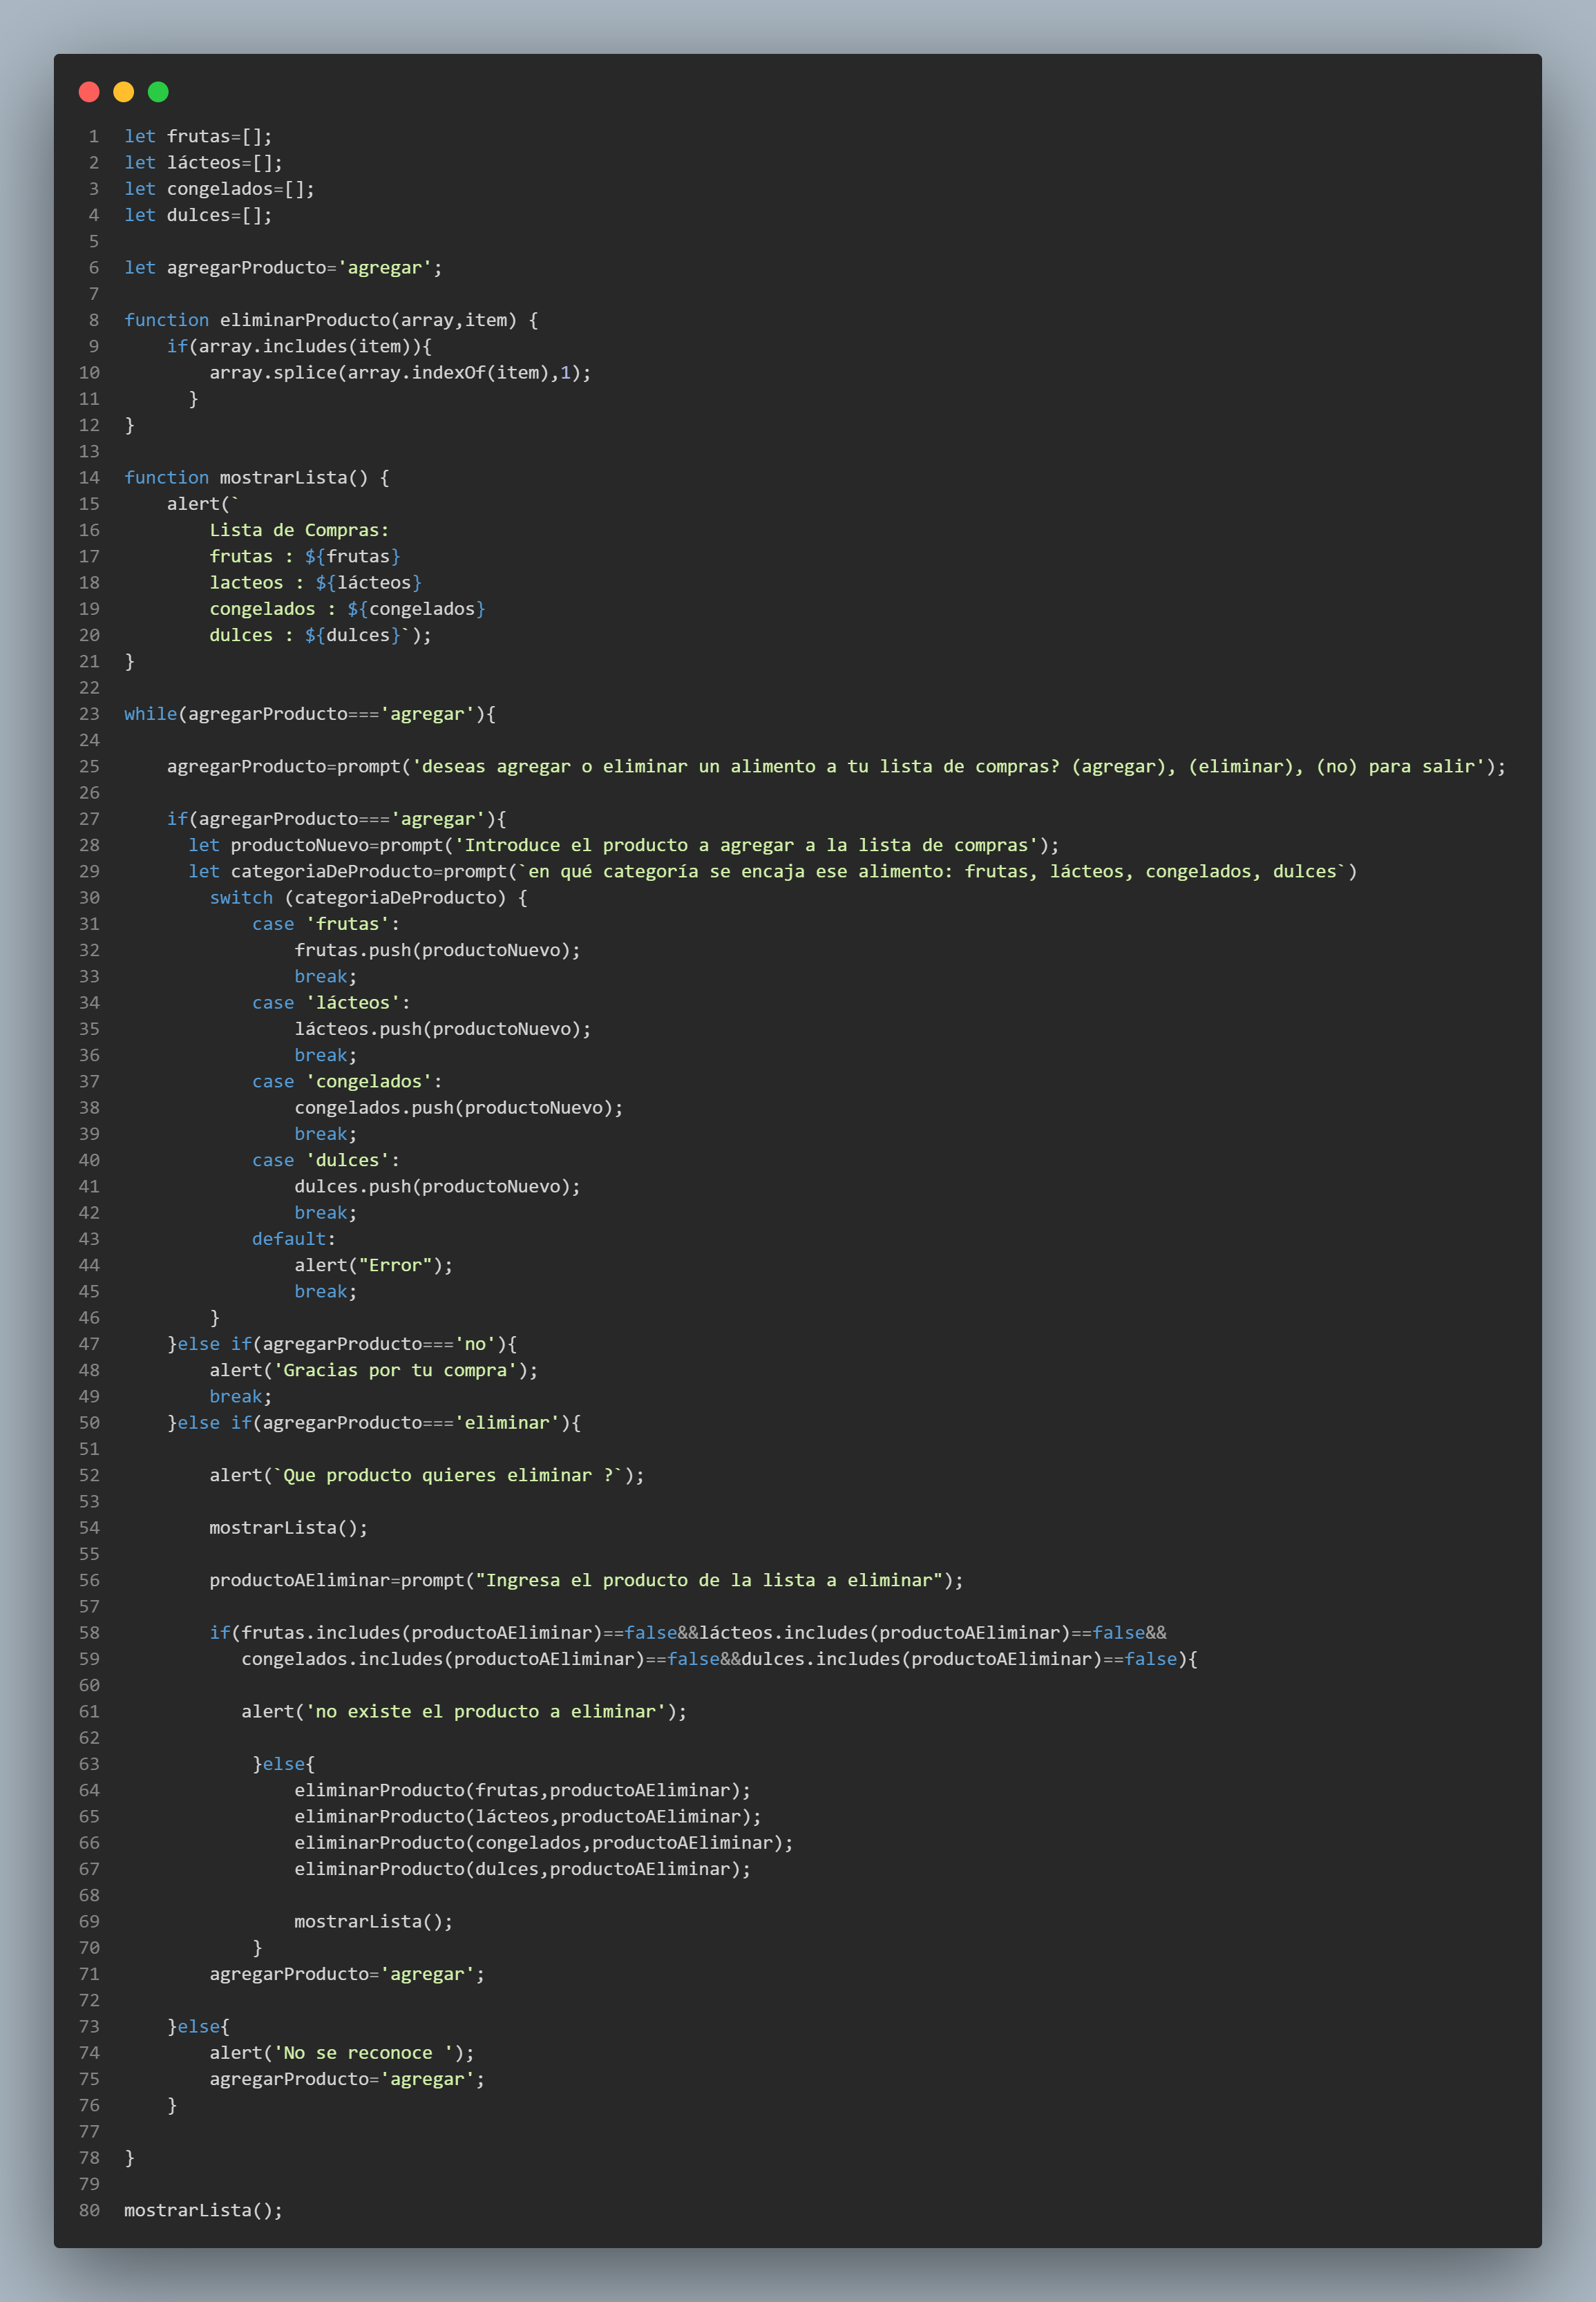 1 let frutas=[];
2 let lácteos=[];
3 let congelados=[];
4 let dulces=[];
5
6 let agregarProducto='agregar';
7
8 function eliminarProducto(array,item) {
9     if(array.includes(item)){
10         array.splice(array.indexOf(item),1);
11       }
12 }
13
14 function mostrarLista() {
15     alert(`
16         Lista de Compras:
17         frutas : ${frutas}
18         lacteos : ${lácteos}
19         congelados : ${congelados}
20         dulces : ${dulces}`);
21 }
22
23 while(agregarProducto==='agregar'){
24
25     agregarProducto=prompt('deseas agregar o eliminar un alimento a tu lista de compras? (agregar), (eliminar), (no) para salir');
26
27     if(agregarProducto==='agregar'){
28       let productoNuevo=prompt('Introduce el producto a agregar a la lista de compras');
29       let categoriaDeProducto=prompt(`en qué categoría se encaja ese alimento: frutas, lácteos, congelados, dulces`)
30         switch (categoriaDeProducto) {
31             case 'frutas':
32                 frutas.push(productoNuevo);
33                 break;
34             case 'lácteos':
35                 lácteos.push(productoNuevo);
36                 break;
37             case 'congelados':
38                 congelados.push(productoNuevo);
39                 break;
40             case 'dulces':
41                 dulces.push(productoNuevo);
42                 break;
43             default:
44                 alert("Error");
45                 break;
46         }
47     }else if(agregarProducto==='no'){
48         alert('Gracias por tu compra');
49         break;
50     }else if(agregarProducto==='eliminar'){
51
52         alert(`Que producto quieres eliminar ?`);
53
54         mostrarLista();
55
56         productoAEliminar=prompt("Ingresa el producto de la lista a eliminar");
57
58         if(frutas.includes(productoAEliminar)==false&&lácteos.includes(productoAEliminar)==false&&
59            congelados.includes(productoAEliminar)==false&&dulces.includes(productoAEliminar)==false){
60
61            alert('no existe el producto a eliminar');
62
63             }else{
64                 eliminarProducto(frutas,productoAEliminar);
65                 eliminarProducto(lácteos,productoAEliminar);
66                 eliminarProducto(congelados,productoAEliminar);
67                 eliminarProducto(dulces,productoAEliminar);
68
69                 mostrarLista();
70             }
71         agregarProducto='agregar';
72
73     }else{
74         alert('No se reconoce ');
75         agregarProducto='agregar';
76     }
77
78 }
79
80 mostrarLista();